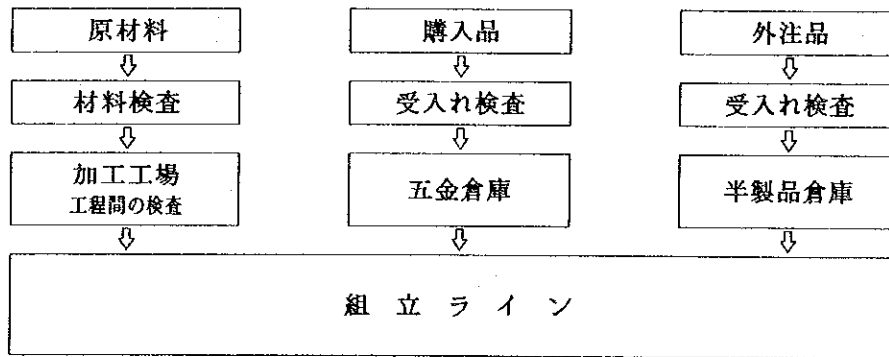 原材料
購入品
外注品
材料検査
受入れ検査
受入れ検査
加工工場
工程間の検査
五金倉庫
半製品倉庫
組立ライン